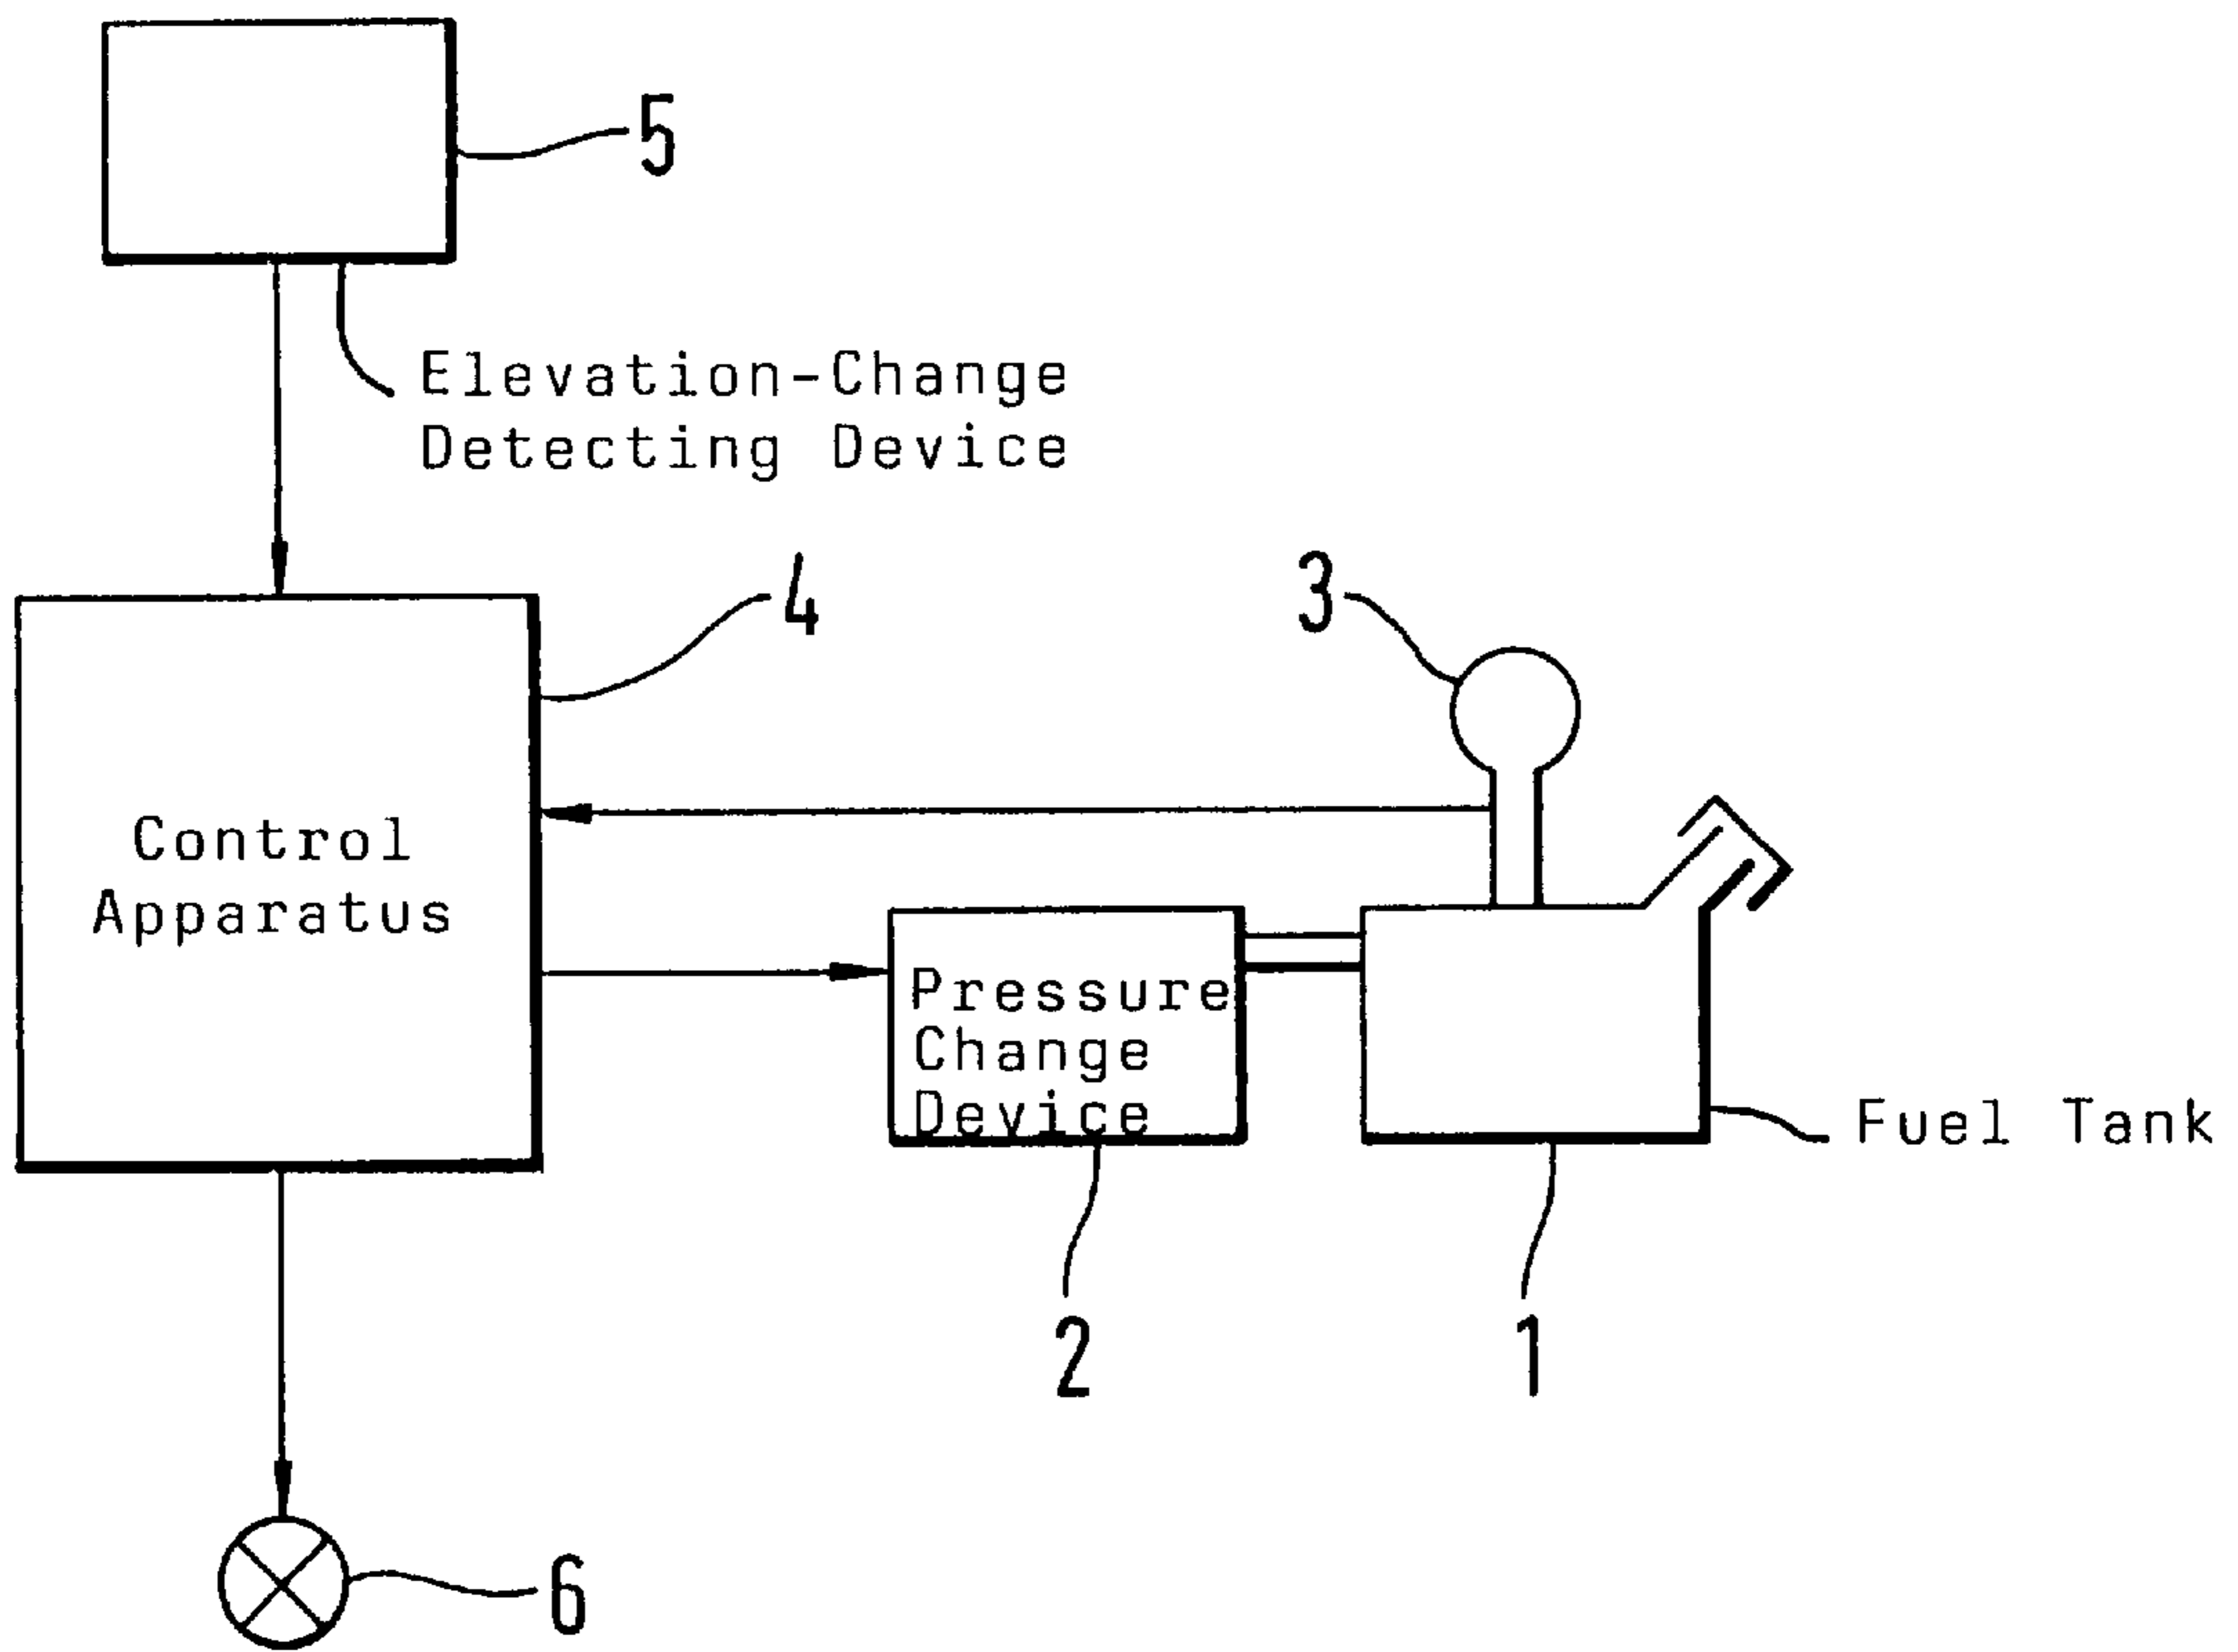 5
Elevation-Change
Detecting Device
4
3
Control
Apparatus
Pressure
Change
Device
Fuel Tank
2
1
6